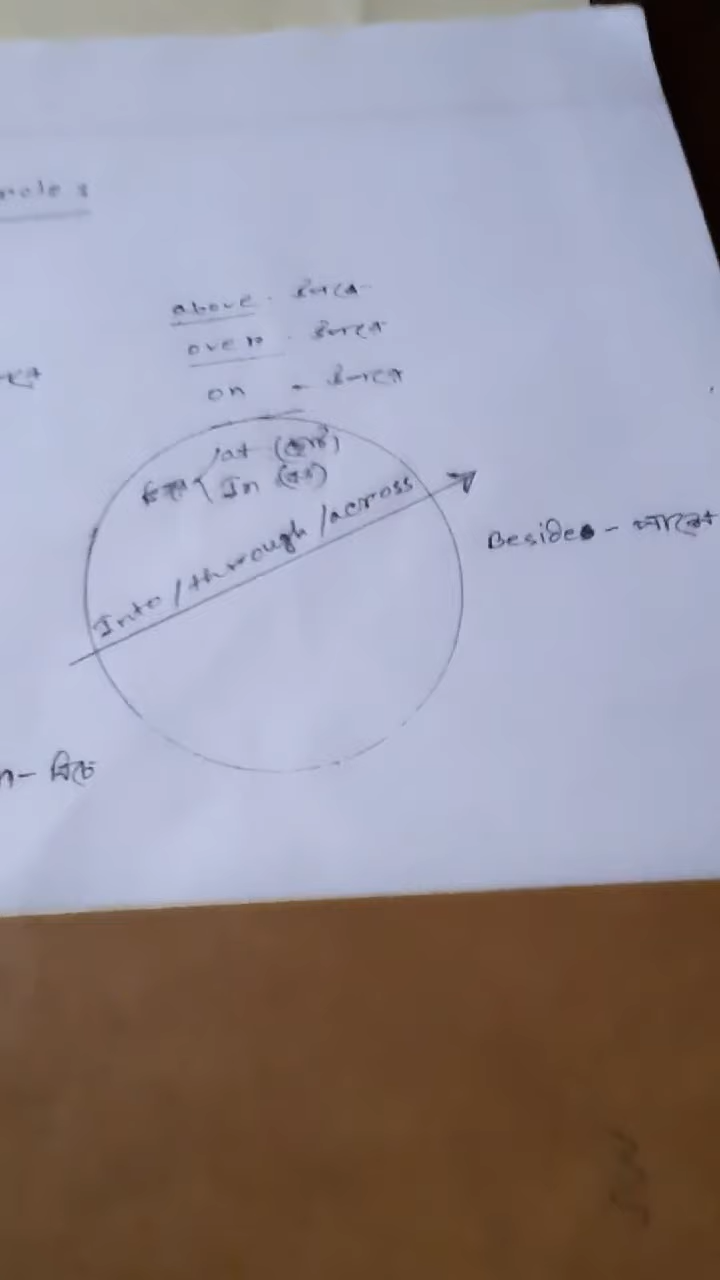 above - উপরে
over - উপরে
on - উপরে
at (ছোট)
In (বড়)
Into / through / across
Beside - পাশে
নিচে